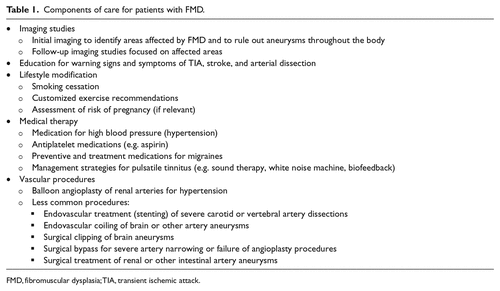 Table 1. Components of care for patients with FMD.
• Imaging studies
o Initial imaging to identify areas affected by FMD and to rule out aneurysms throughout the body
o Follow-up imaging studies focused on affected areas
• Education for warning signs and symptoms of TIA, stroke, and arterial dissection
• Lifestyle modification
o Smoking cessation
o Customized exercise recommendations
o Assessment of risk of pregnancy (if relevant)
• Medical therapy
o Medication for high blood pressure (hypertension)
o Antiplatelet medications (e.g. aspirin)
o Preventive and treatment medications for migraines
o Management strategies for pulsatile tinnitus (e.g. sound therapy, white noise machine, biofeedback)
• Vascular procedures
o Balloon angioplasty of renal arteries for hypertension
o Less common procedures:
▪ Endovascular treatment (stenting) of severe carotid or vertebral artery dissections
▪ Endovascular coiling of brain or other artery aneurysms
▪ Surgical clipping of brain aneurysms
▪ Surgical bypass for severe artery narrowing or failure of angioplasty procedures
▪ Surgical treatment of renal or other intestinal artery aneurysms
FMD, fibromuscular dysplasia; TIA, transient ischemic attack.